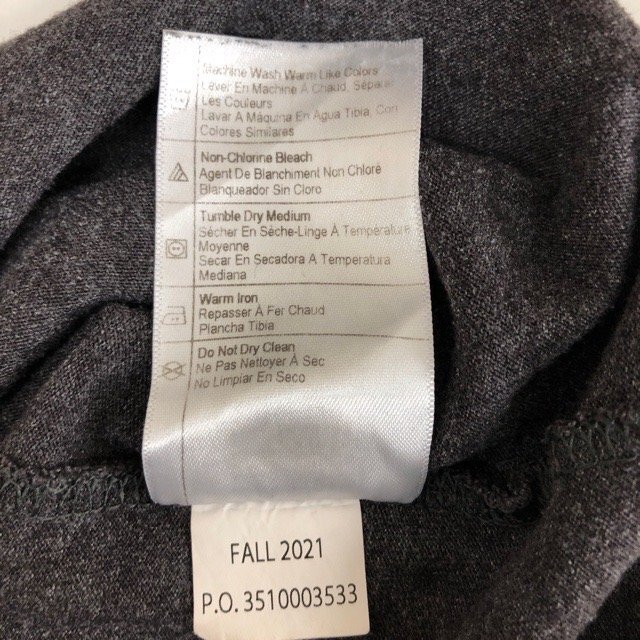 Machine Wash Warm Like Colors
Lever En Machine À Chaud, Séparer
Les Couleurs
Lavar A Máquina En Agua Tibia, Con
Colores Similares
Non-Chlorine Bleach
Agent De Blanchiment Non Chloré
Blanqueador Sin Cloro
Tumble Dry Medium
Sécher En Sèche-Linge À Température
Moyenne
Secar En Secadora A Temperatura
Mediana
Warm Iron
Repasser À Fer Chaud
Plancha Tibia
Do Not Dry Clean
Ne Pas Nettoyer À Sec
No Limpiar En Seco
FALL 2021
P.O. 3510003533